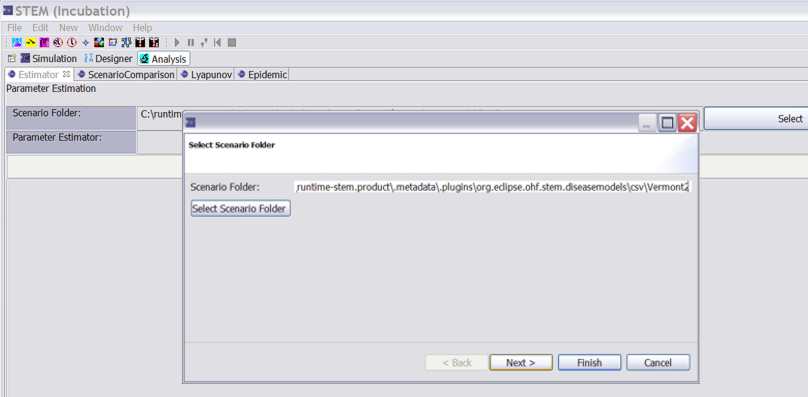 STEM (Incubation)
File Edit New Window Help
Simulation Designer Analysis
Estimator ScenarioComparison Lyapunov Epidemic
Parameter Estimation
Scenario Folder: C:\runtim Select
Parameter Estimator:
Select Scenario Folder
Scenario Folder: runtime-stem.product\.metadata\.plugins\org.eclipse.ohf.stem.diseasemodels\csv\Vermont2
Select Scenario Folder
< Back Next > Finish Cancel